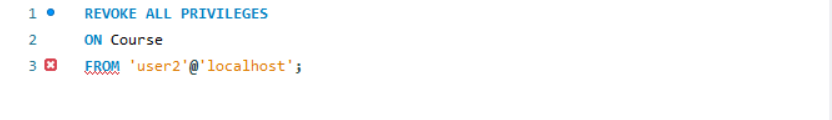 1 REVOKE ALL PRIVILEGES
2 ON Course
3 FROM 'user2'@'localhost';